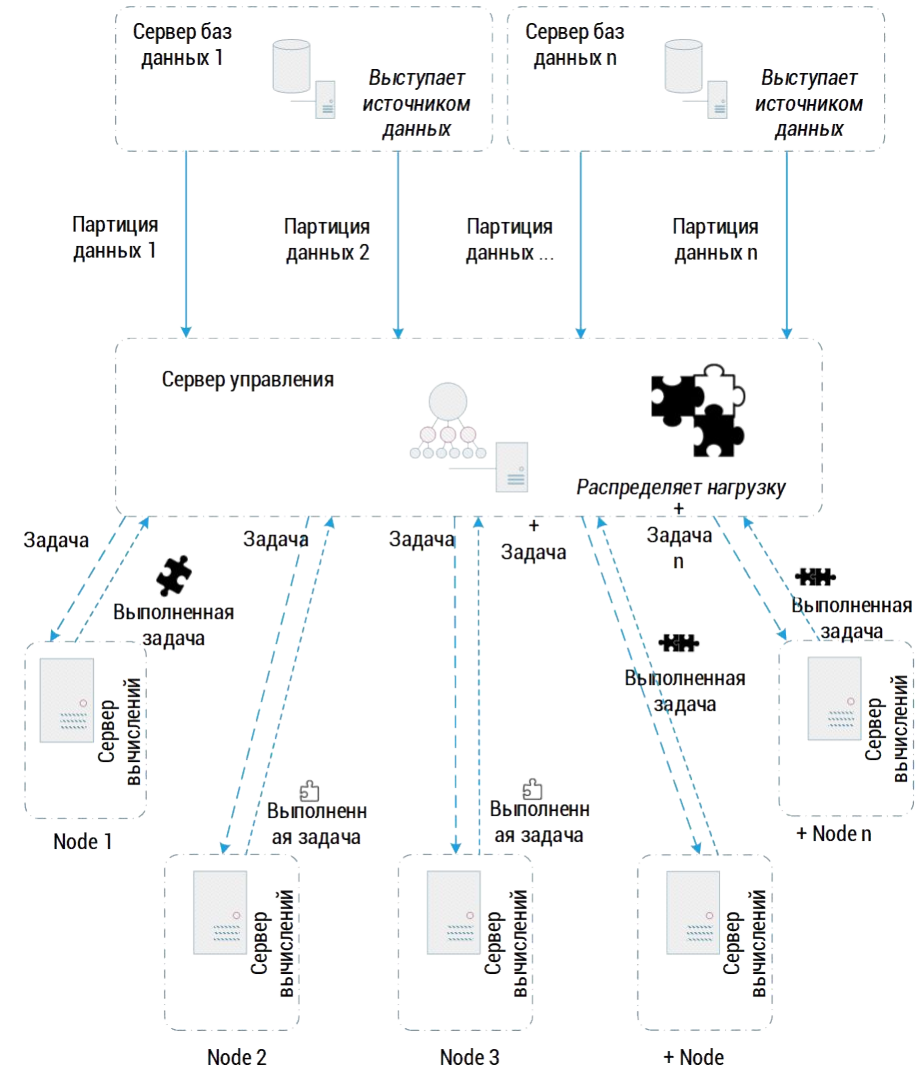 Сервер баз
данных 1
Выступает
источником
данных
Сервер баз
данных n
Выступает
источником
данных
Партиция
данных 1
Партиция
данных 2
Партиция
данных ...
Партиция
данных n
Сервер управления
Распределяет нагрузку
Задача
Задача
Задача
+
Задача
+
Задача
n
Выполненная
задача
Выполненная
задача
Выполненная
задача
Выполненн
ая задача
Выполненн
ая задача
Сервер
вычислений
Node 1
Сервер
вычислений
+ Node n
Сервер
вычислений
Node 2
Сервер
вычислений
Node 3
Сервер
вычислений
+ Node